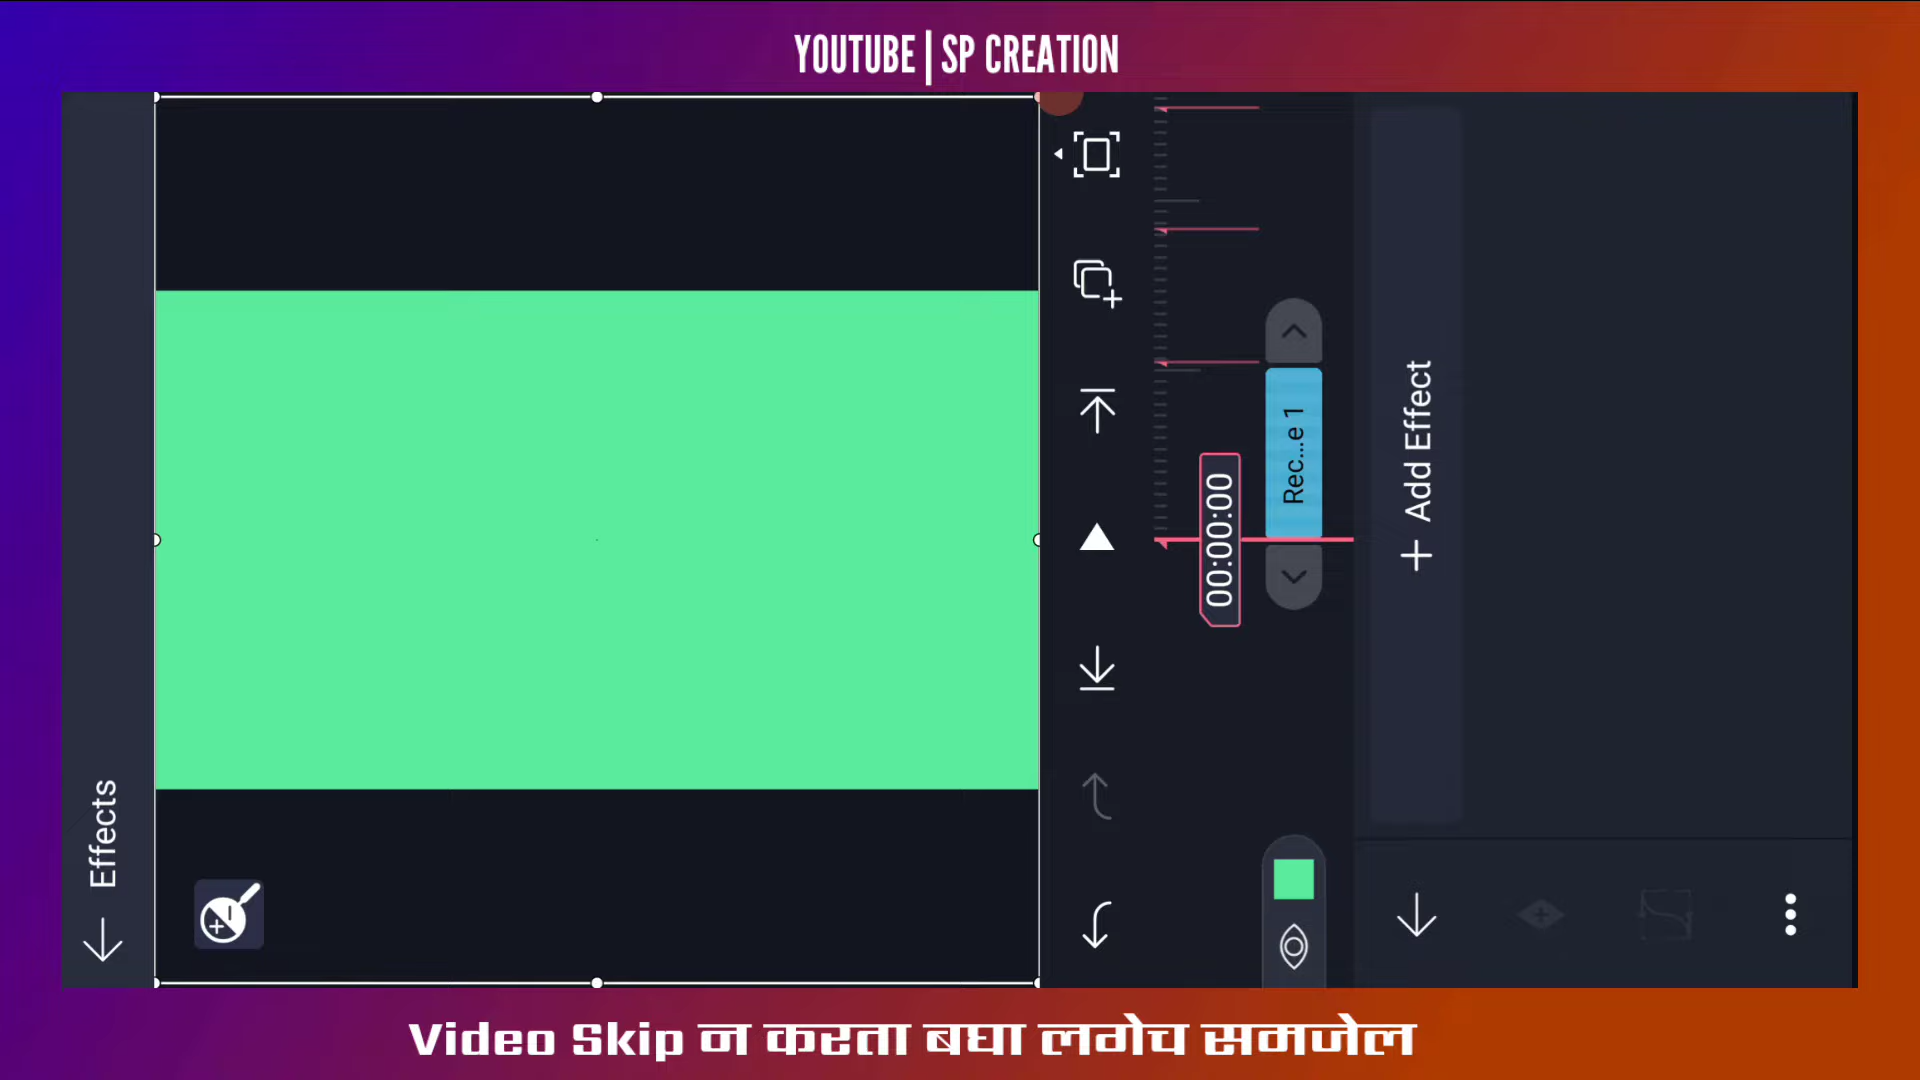 YOUTUBE | SP CREATION
Effects
00:00:00
Rec...e 1
+ Add Effect
Video Skip न करता बघा लगेच समजेल